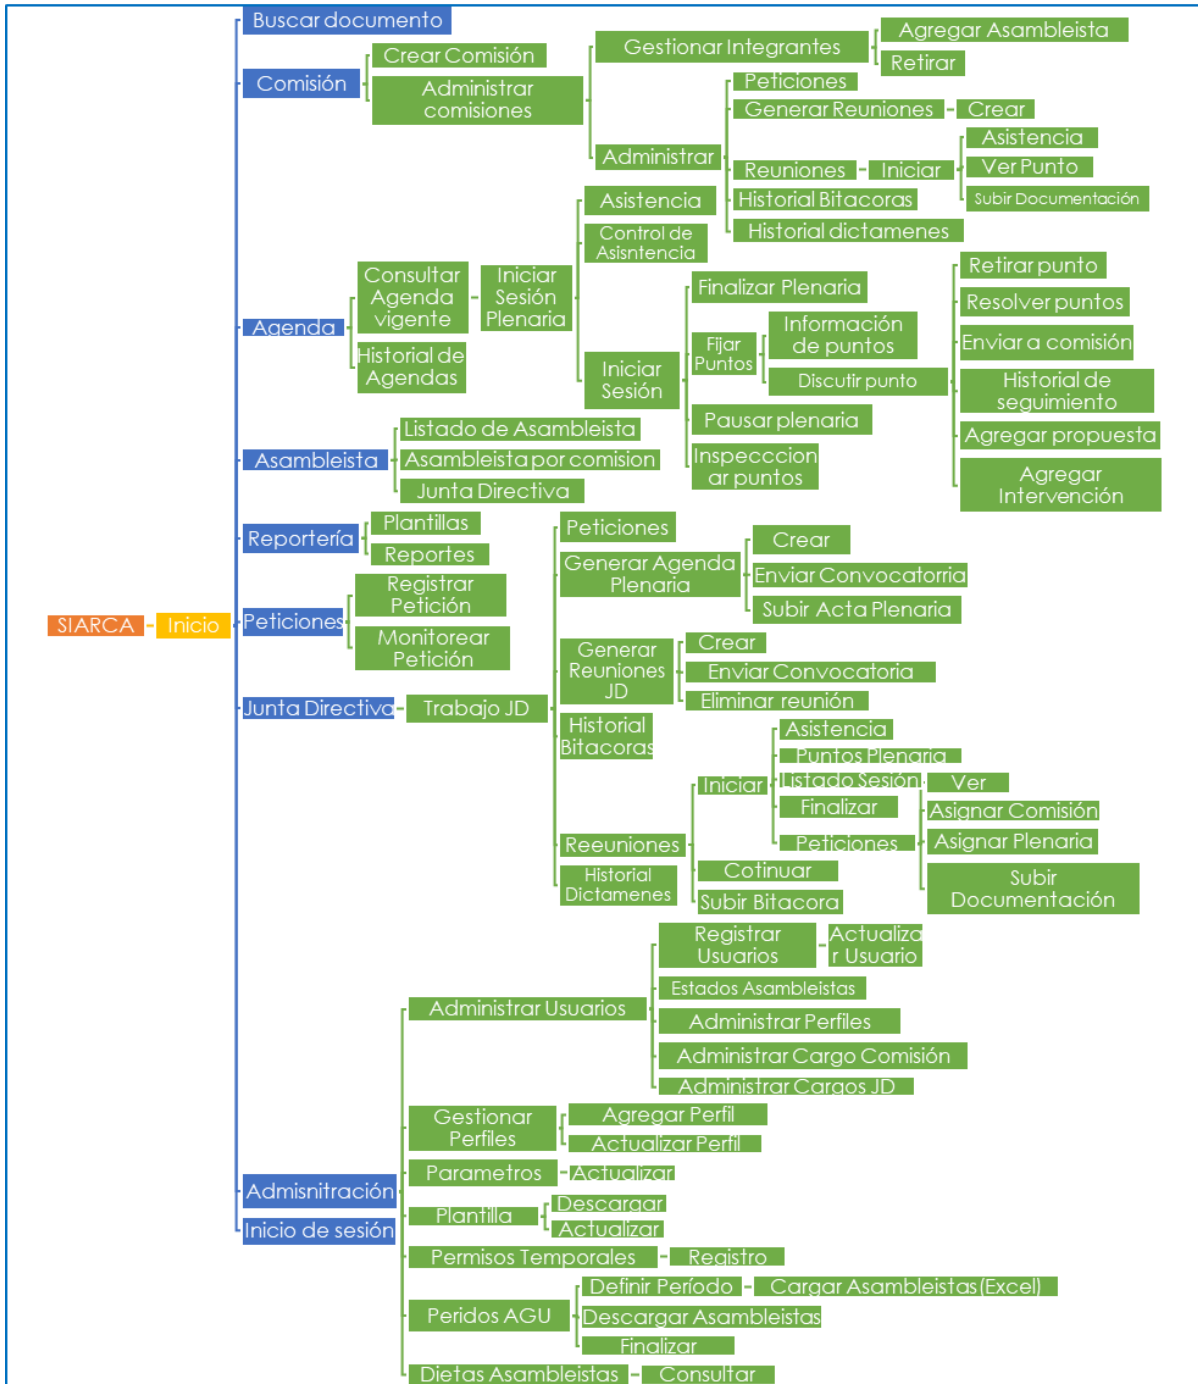 SIARCA
Inicio
Buscar documento
Comisión
Crear Comisión
Administrar
comisiones
Gestionar Integrantes
Agregar Asambleista
Retirar
Administrar
Peticiones
Generar Reuniones
Crear
Reuniones
Iniciar
Asistencia
Ver Punto
Subir Documentación
Historial Bitacoras
Historial dictamenes
Agenda
Consultar
Agenda
vigente
Iniciar
Sesión
Plenaria
Asistencia
Control de
Asisntencia
Iniciar
Sesión
Finalizar Plenaria
Fijar
Puntos
Información
de puntos
Discutir punto
Retirar punto
Resolver puntos
Enviar a comisión
Historial de
seguimiento
Agregar propuesta
Agregar
Intervención
Pausar plenaria
Inspecccion
ar puntos
Historial de
Agendas
Asambleista
Listado de Asambleista
Asambleista por comision
Junta Directiva
Reportería
Plantillas
Reportes
Peticiones
Registrar
Petición
Monitorear
Petición
Junta Directiva
Trabajo JD
Peticiones
Generar Agenda
Plenaria
Crear
Enviar Convocatorria
Subir Acta Plenaria
Generar
Reuniones
JD
Crear
Enviar Convocatoria
Eliminar reunión
Historial
Bitacoras
Reeuniones
Iniciar
Asistencia
Puntos Plenaria
Listado Sesión
Finalizar
Peticiones
Ver
Asignar Comisión
Asignar Plenaria
Subir
Documentación
Cotinuar
Subir Bitacora
Historial
Dictamenes
Admisnitración
Administrar Usuarios
Registrar
Usuarios
Actualiza
r Usuario
Estados Asambleistas
Administrar Perfiles
Administrar Cargo Comisión
Administrar Cargos JD
Gestionar
Perfiles
Agregar Perfil
Actualizar Perfil
Parametros
Actualizar
Plantilla
Descargar
Actualizar
Permisos Temporales
Registro
Peridos AGU
Definir Período
Cargar Asambleistas(Excel)
Descargar Asambleistas
Finalizar
Dietas Asambleistas
Consultar
Inicio de sesión